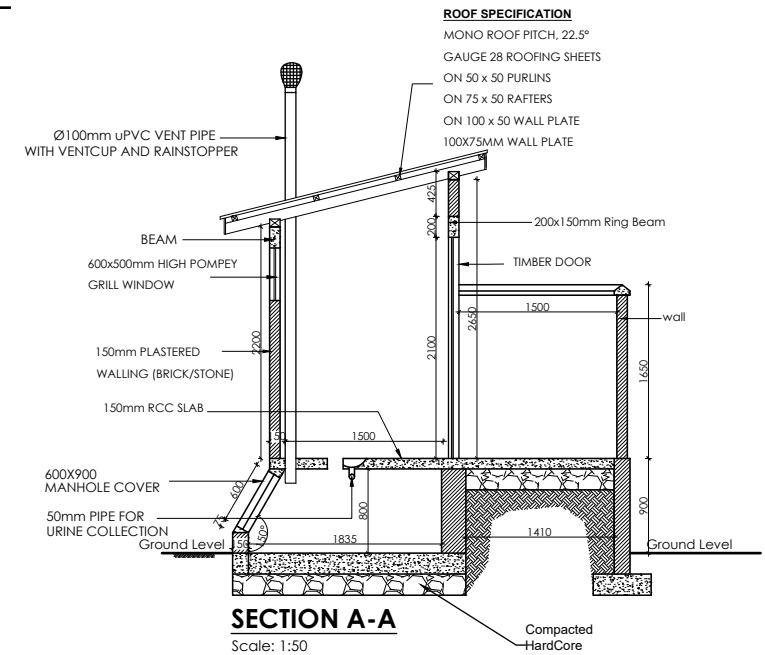 ROOF SPECIFICATION
MONO ROOF PITCH, 22.5°
GAUGE 28 ROOFING SHEETS
ON 50 x 50 PURLINS
ON 75 x 50 RAFTERS
ON 100 x 50 WALL PLATE
100X75MM WALL PLATE
Ø100mm uPVC VENT PIPE
WITH VENTCUP AND RAINSTOPPER
425
200
200x150mm Ring Beam
BEAM
600x500mm HIGH POMPEY
GRILL WINDOW
TIMBER DOOR
1500
wall
2200
2100
2650
1650
150mm PLASTERED
WALLING (BRICK/STONE)
150mm RCC SLAB
1500
600X900
MANHOLE COVER
600
75
50mm PIPE FOR
URINE COLLECTION
800
900
150°
Ground Level
150
1835
1410
Ground Level
SECTION A-A
Scale: 1:50
Compacted
HardCore